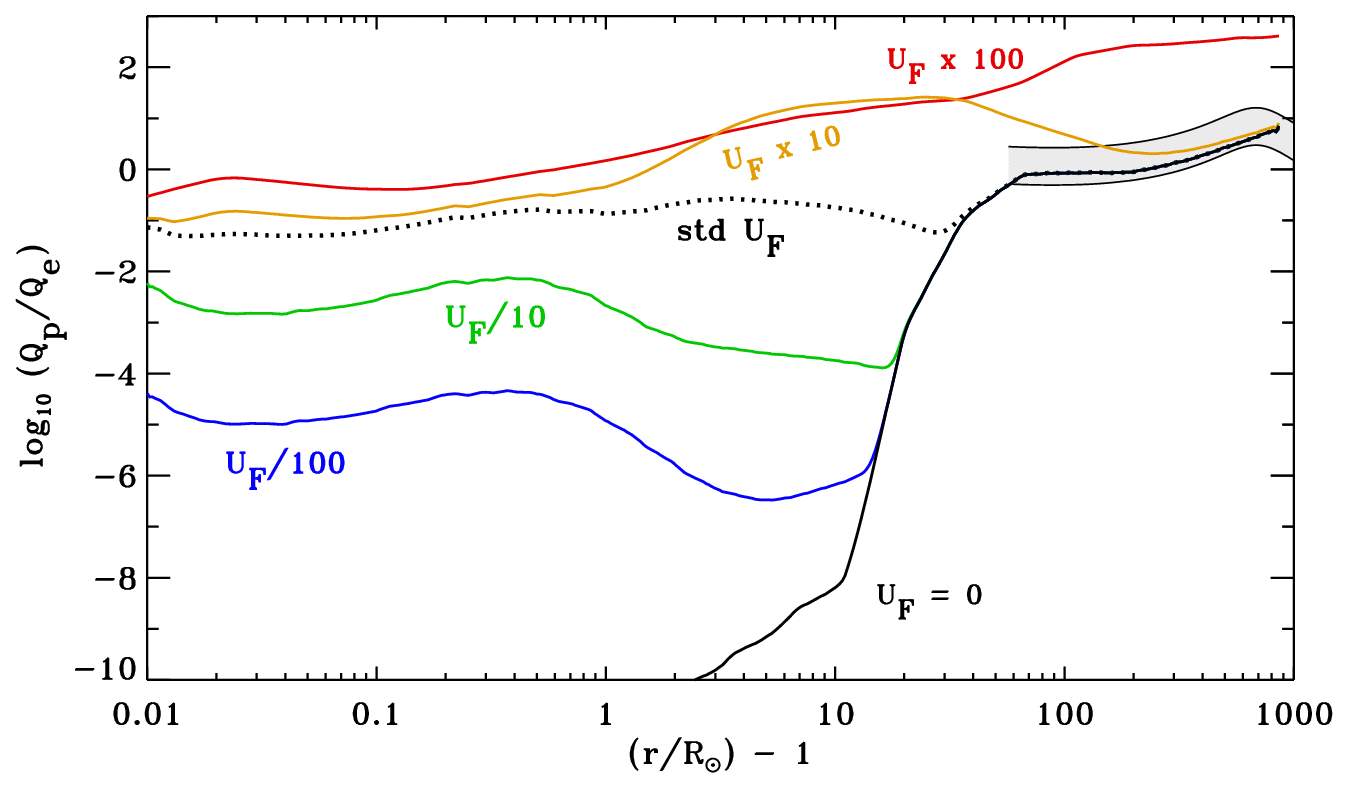 U_F x 100
2
U_F x 10
0
std U_F
−2
U_F/10
−4
U_F/100
−6
−8
U_F = 0
−10
log₁₀ (Q_p/Q_e)
0.01 0.1 1 10 100 1000
(r/R☉) − 1